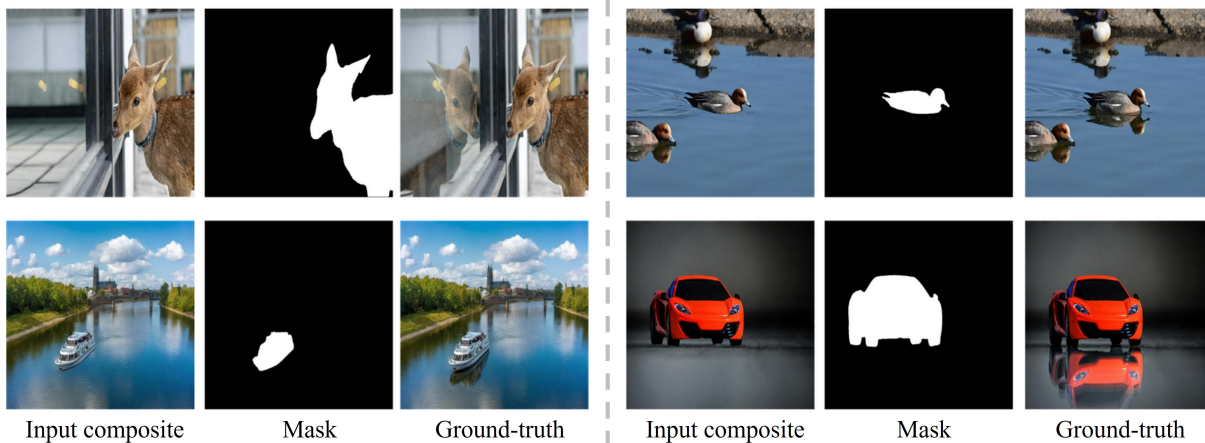 Input composite
Mask
Ground-truth
Input composite
Mask
Ground-truth